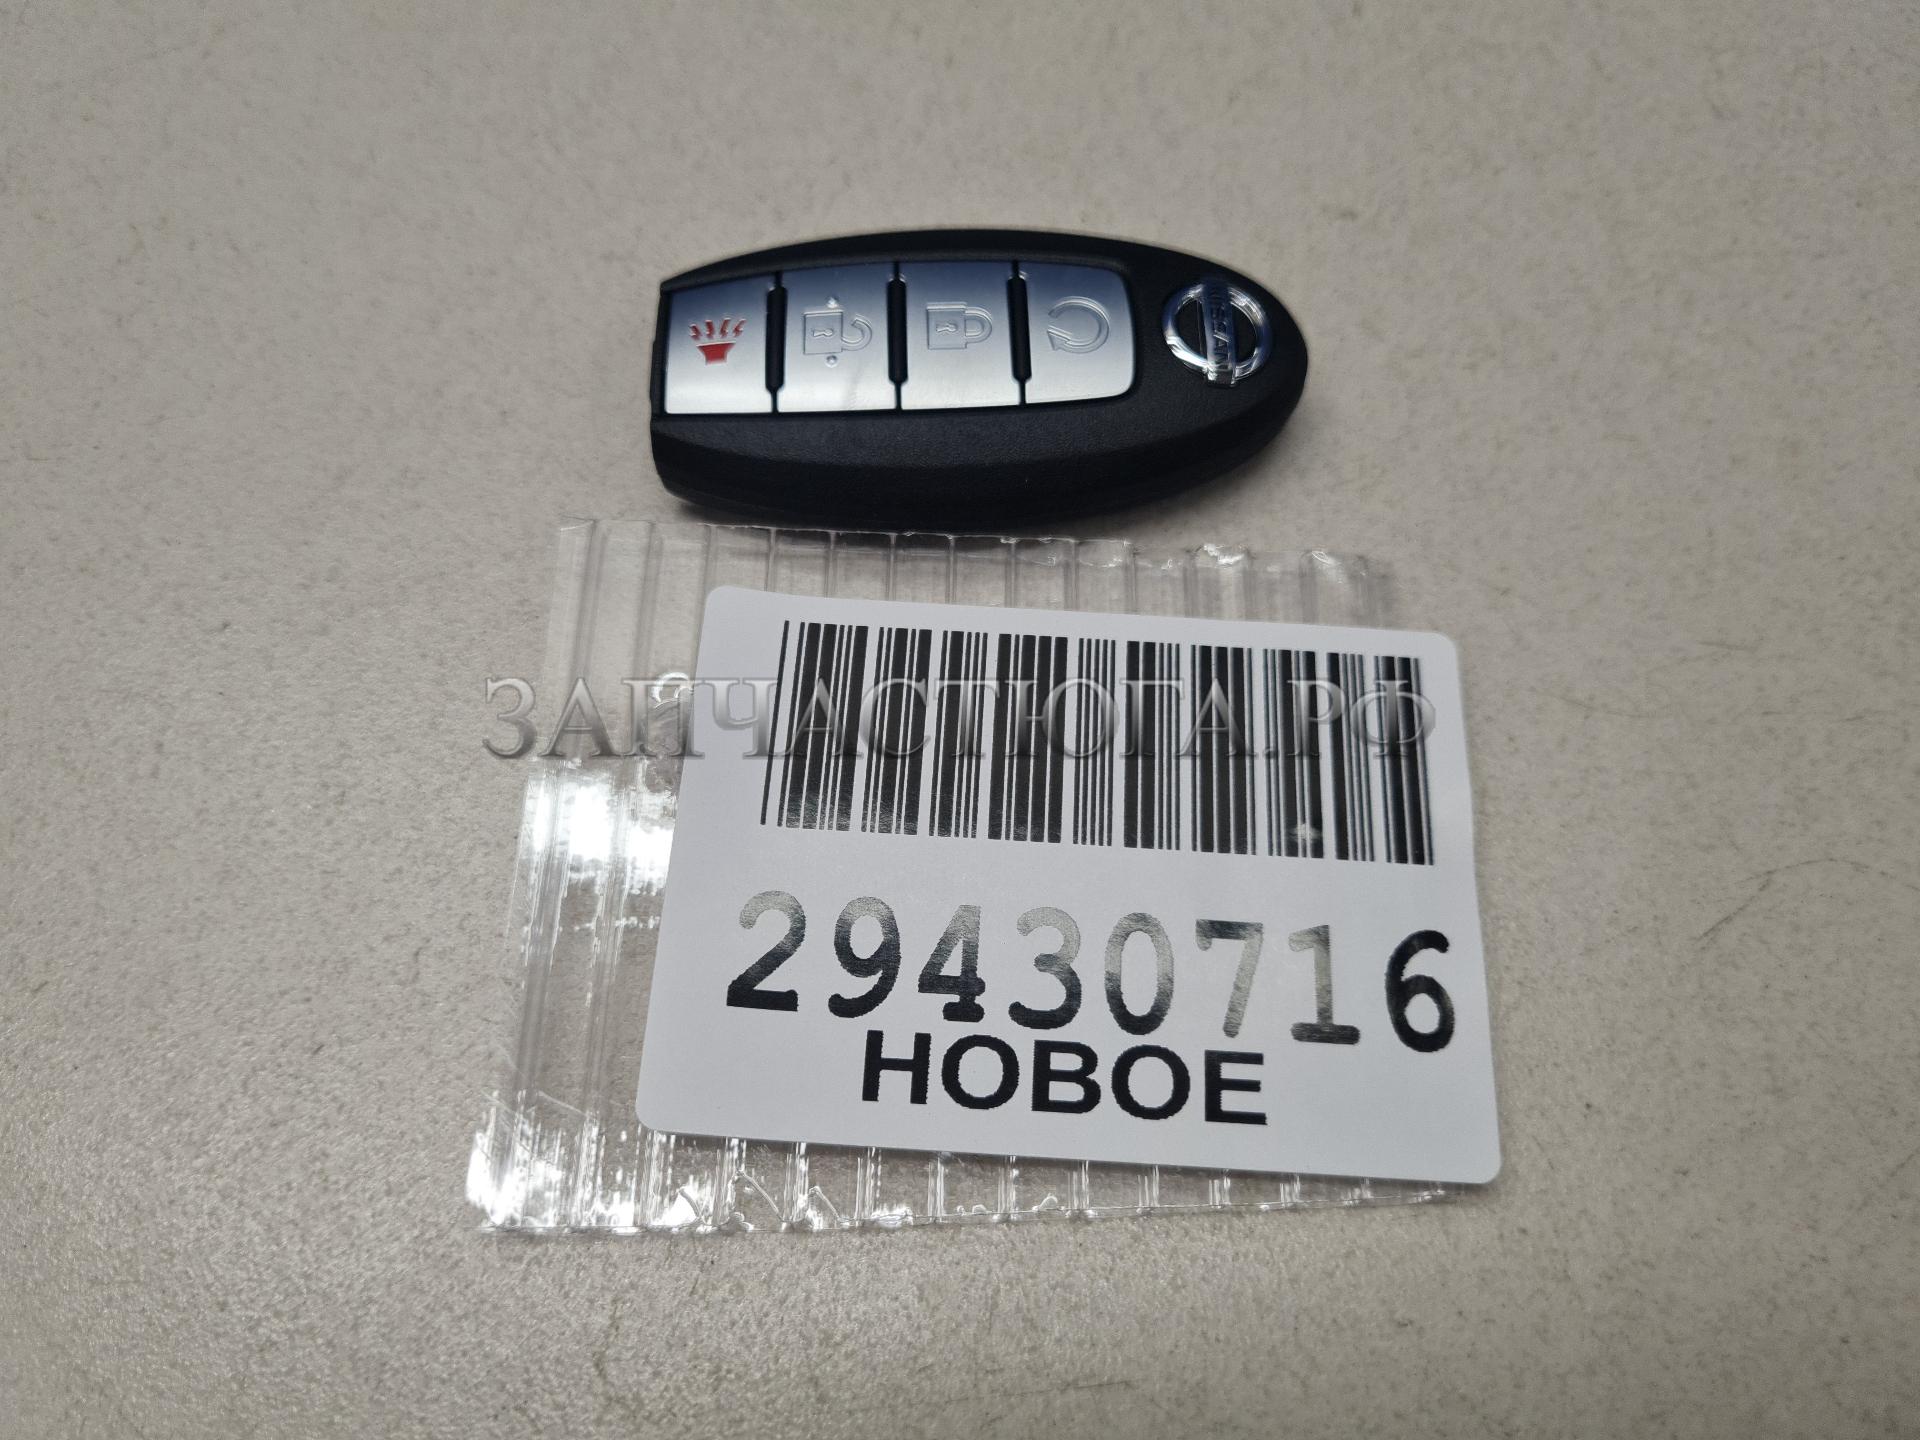 NISSAN
ЗАПЧАСТЮГА.РФ
29430716
НОВОЕ